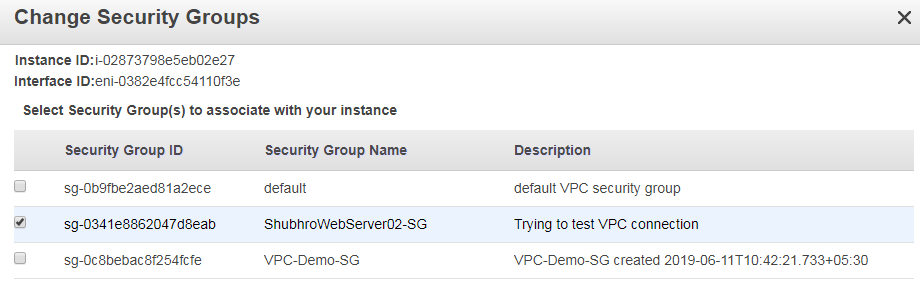 Change Security Groups
Instance ID:i-02873798e5eb02e27
Interface ID:eni-0382e4fcc54110f3e
Select Security Group(s) to associate with your instance
Security Group ID Security Group Name Description
sg-0b9fbe2aed81a2ece default default VPC security group
sg-0341e8862047d8eab ShubhroWebServer02-SG Trying to test VPC connection
sg-0c8bebac8f254fcfe VPC-Demo-SG VPC-Demo-SG created 2019-06-11T10:42:21.733+05:30